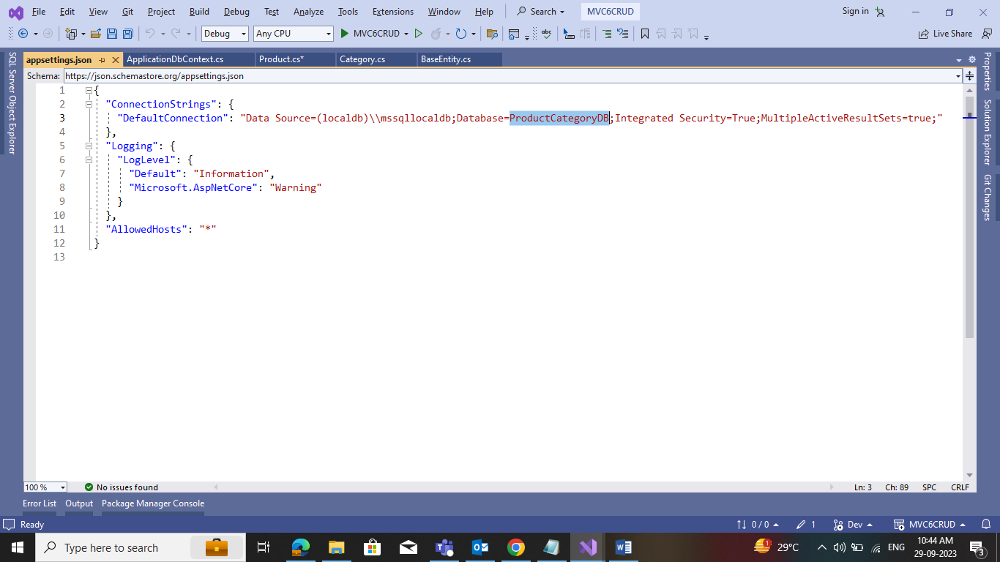 File Edit View Git Project Build Debug Test Analyze Tools Extensions Window Help Search MVC6CRUD Sign in
Debug Any CPU MVC6CRUD Live Share
appsettings.json ApplicationDbContext.cs Product.cs* Category.cs BaseEntity.cs
Schema: https://json.schemastore.org/appsettings.json
SQL Server Object Explorer
1 {
2 "ConnectionStrings": {
3 "DefaultConnection": "Data Source=(localdb)\\mssqllocaldb;Database=ProductCategoryDB;Integrated Security=True;MultipleActiveResultSets=true;"
4 },
5 "Logging": {
6 "LogLevel": {
7 "Default": "Information",
8 "Microsoft.AspNetCore": "Warning"
9 }
10 },
11 "AllowedHosts": "*"
12 }
13
Properties
Solution Explorer
Git Changes
100 % No issues found Ln: 3 Ch: 89 SPC CRLF
Error List Output Package Manager Console
Ready 0 / 0 1 Dev MVC6CRUD
Type here to search 1 29°C ENG 10:44 AM
29-09-2023 3